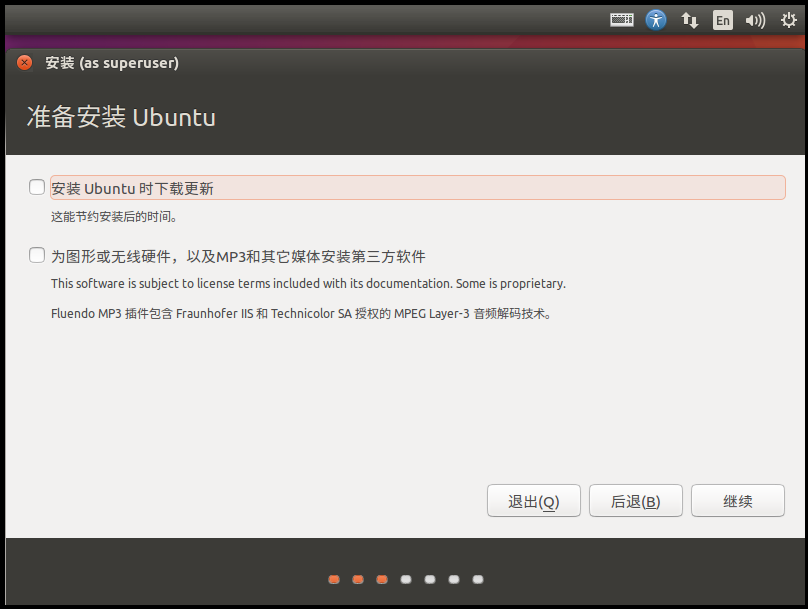 En
安装 (as superuser)
准备安装 Ubuntu
安装 Ubuntu 时下载更新
这能节约安装后的时间。
为图形或无线硬件，以及MP3和其它媒体安装第三方软件
This software is subject to license terms included with its documentation. Some is proprietary.
Fluendo MP3 插件包含 Fraunhofer IIS 和 Technicolor SA 授权的 MPEG Layer-3 音频解码技术。
退出(Q) 后退(B) 继续